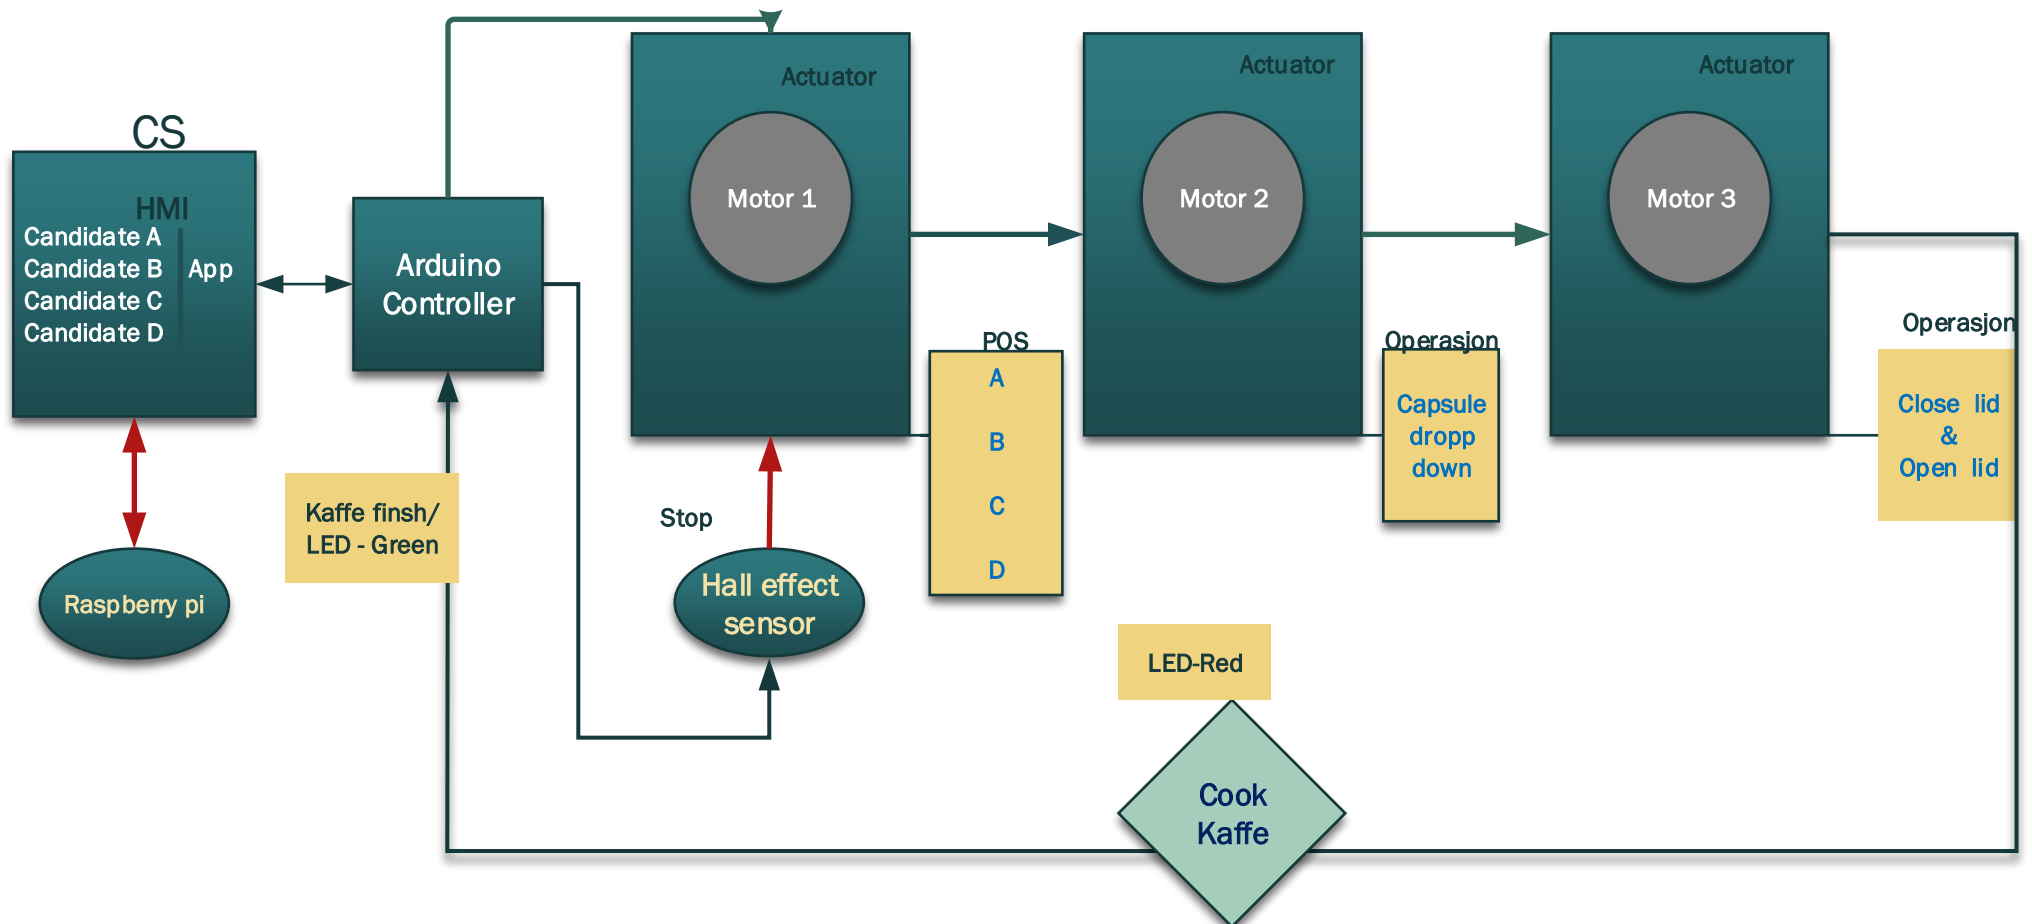 CS
HMI
Candidate A
Candidate B
Candidate C
Candidate D
App
Arduino
Controller
Actuator
Motor 1
Actuator
Motor 2
Actuator
Motor 3
POS
A
B
C
D
Operasjon
Capsule
dropp
down
Operasjon
Close lid
&
Open lid
Kaffe finsh/
LED - Green
Stop
Hall effect
sensor
Raspberry pi
LED-Red
Cook
Kaffe